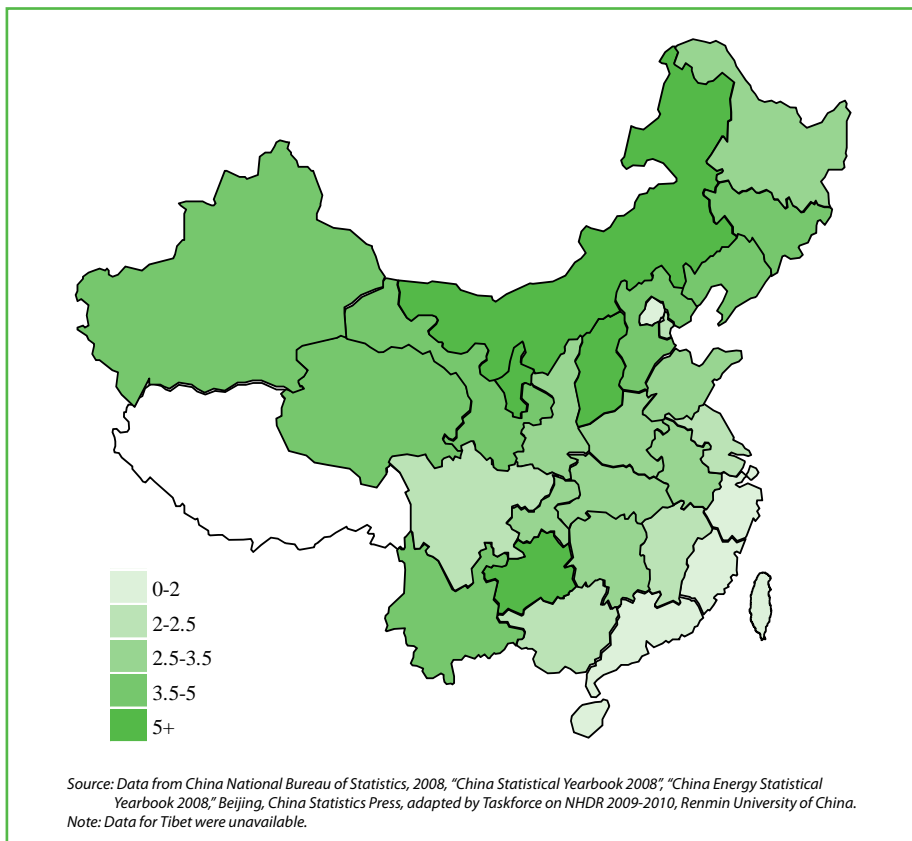 0-2
2-2.5
2.5-3.5
3.5-5
5+
Source: Data from China National Bureau of Statistics, 2008, “China Statistical Yearbook 2008”, “China Energy Statistical
Yearbook 2008,” Beijing, China Statistics Press, adapted by Taskforce on NHDR 2009-2010, Renmin University of China.
Note: Data for Tibet were unavailable.